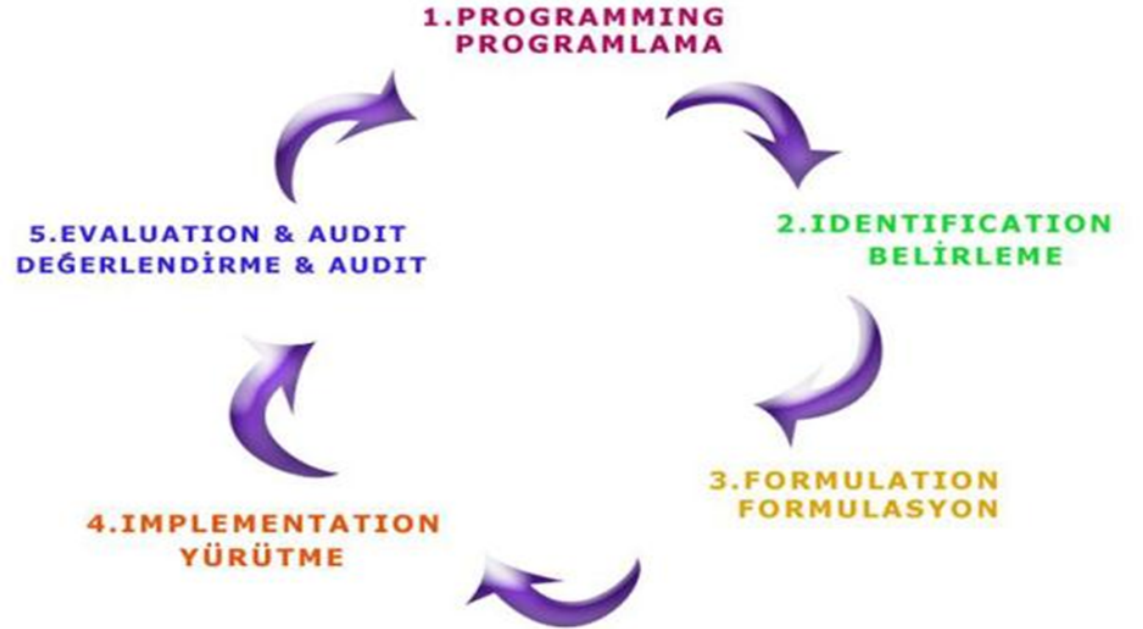 1.PROGRAMMING
PROGRAMLAMA
2.IDENTIFICATION
BELİRLEME
3.FORMULATION
FORMULASYON
4.IMPLEMENTATION
YÜRÜTME
5.EVALUATION & AUDIT
DEĞERLENDİRME & AUDIT